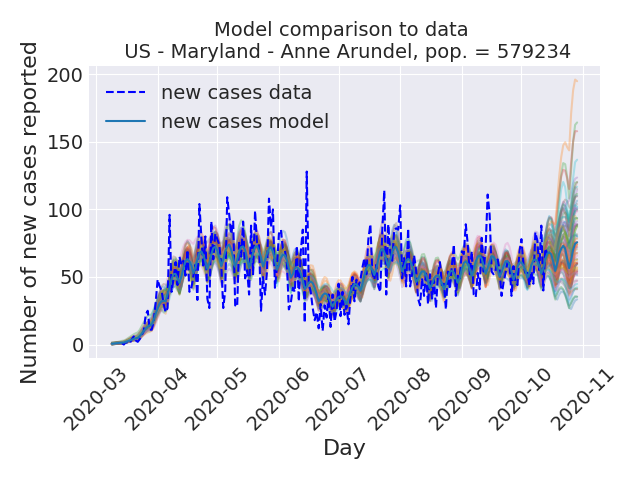 Model comparison to data
US - Maryland - Anne Arundel, pop. = 579234
Number of new cases reported
200
150
100
50
0
new cases data
new cases model
2020-03
2020-04
2020-05
2020-06
2020-07
2020-08
2020-09
2020-10
2020-11
Day